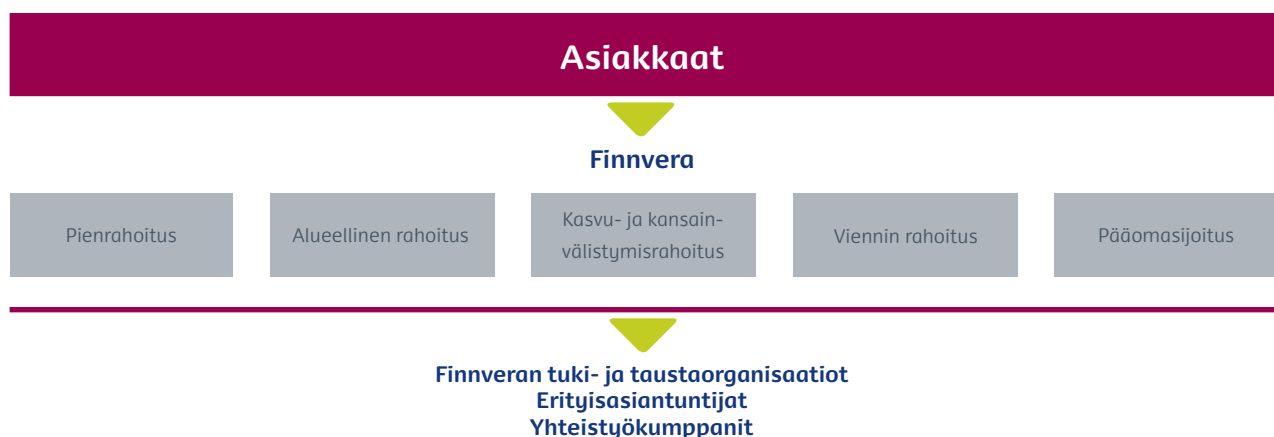 Asiakkaat
Finnvera
Pienrahoitus
Alueellinen rahoitus
Kasvu- ja kansain-
välistymisrahoitus
Viennin rahoitus
Pääomasijoitus
Finnveran tuki- ja taustaorganisaatiot
Erityisasiantuntijat
Yhteistyökumppanit